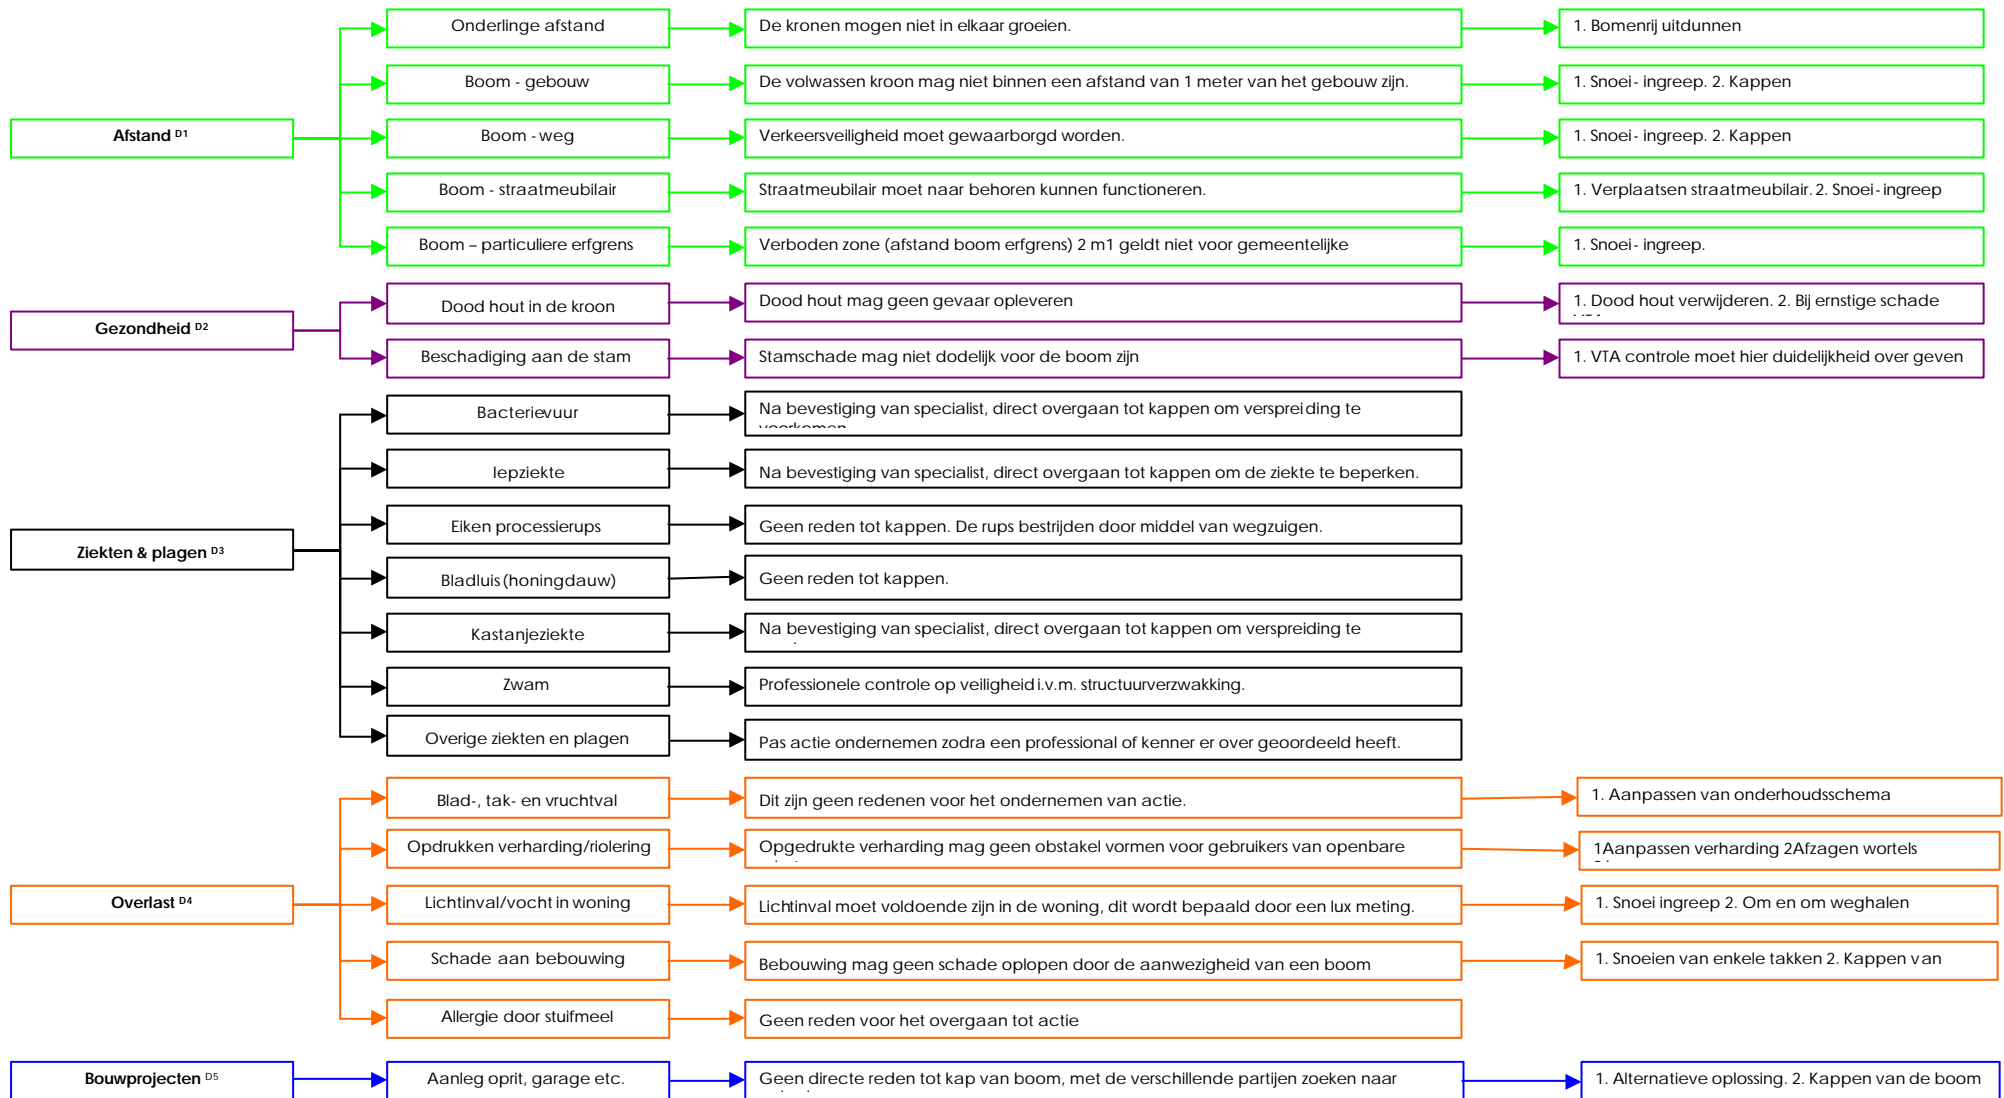 Onderlinge afstand
De kronen mogen niet in elkaar groeien.
1. Bomenrij uitdunnen
Boom - gebouw
De volwassen kroon mag niet binnen een afstand van 1 meter van het gebouw zijn.
1. Snoei- ingreep. 2. Kappen
Afstand D1
Boom - weg
Verkeersveiligheid moet gewaarborgd worden.
1. Snoei- ingreep. 2. Kappen
Boom - straatmeubilair
Straatmeubilair moet naar behoren kunnen functioneren.
1. Verplaatsen straatmeubilair. 2. Snoei- ingreep
Boom – particuliere erfgrens
Verboden zone (afstand boom erfgrens) 2 m1 geldt niet voor gemeentelijke
1. Snoei- ingreep.
Gezondheid D2
Dood hout in de kroon
Dood hout mag geen gevaar opleveren
1. Dood hout verwijderen. 2. Bij ernstige schade
Beschadiging aan de stam
Stamschade mag niet dodelijk voor de boom zijn
1. VTA controle moet hier duidelijkheid over geven
Bacterievuur
Na bevestiging van specialist, direct overgaan tot kappen om verspreiding te
voorkomen
Iepziekte
Na bevestiging van specialist, direct overgaan tot kappen om de ziekte te beperken.
Ziekten & plagen D3
Eiken processierups
Geen reden tot kappen. De rups bestrijden door middel van wegzuigen.
Bladluis (honingdauw)
Geen reden tot kappen.
Kastanjeziekte
Na bevestiging van specialist, direct overgaan tot kappen om verspreiding te
Zwam
Professionele controle op veiligheid i.v.m. structuurverzwakking.
Overige ziekten en plagen
Pas actie ondernemen zodra een professional of kenner er over geoordeeld heeft.
Blad-, tak- en vruchtval
Dit zijn geen redenen voor het ondernemen van actie.
1. Aanpassen van onderhoudsschema
Opdrukken verharding/riolering
Opgedrukte verharding mag geen obstakel vormen voor gebruikers van openbare
1Aanpassen verharding 2Afzagen wortels
Overlast D4
Lichtinval/vocht in woning
Lichtinval moet voldoende zijn in de woning, dit wordt bepaald door een lux meting.
1. Snoei ingreep 2. Om en om weghalen
Schade aan bebouwing
Bebouwing mag geen schade oplopen door de aanwezigheid van een boom
1. Snoeien van enkele takken 2. Kappen van
Allergie door stuifmeel
Geen reden voor het overgaan tot actie
Bouwprojecten D5
Aanleg oprit, garage etc.
Geen directe reden tot kap van boom, met de verschillende partijen zoeken naar
1. Alternatieve oplossing. 2. Kappen van de boom